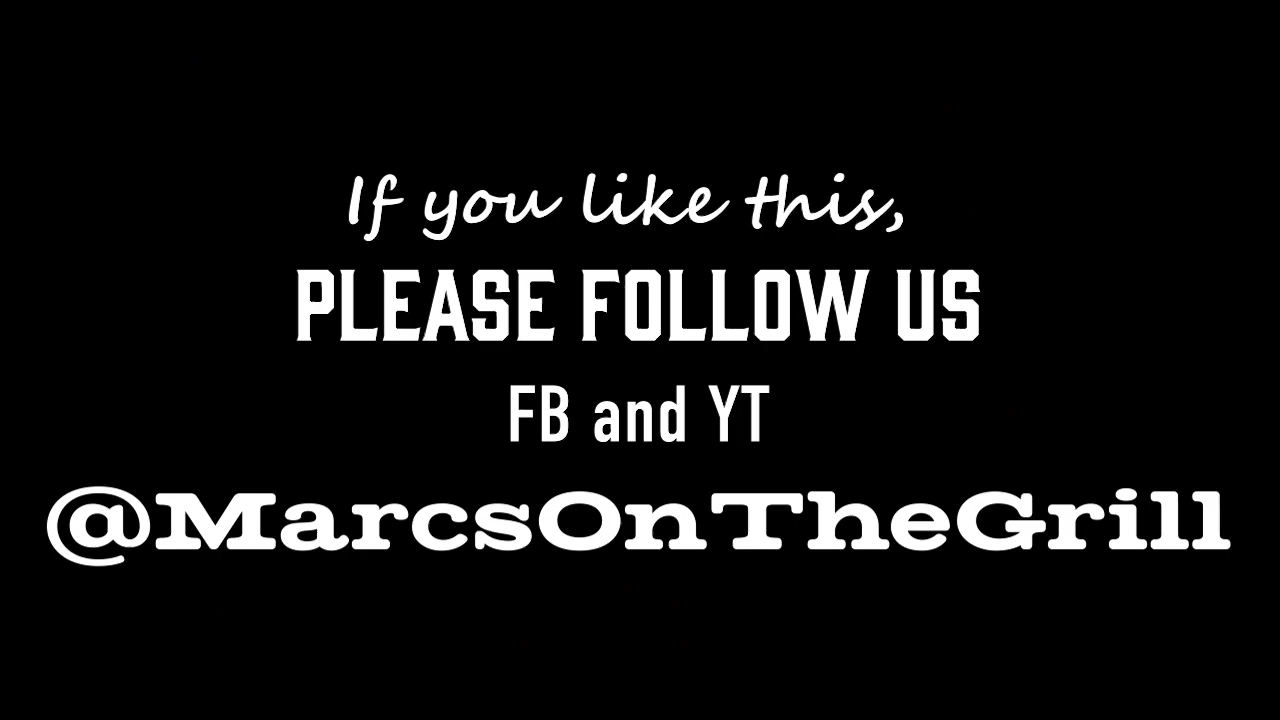 If you like this,
PLEASE FOLLOW US
FB and YT
@MarcsOnTheGrill